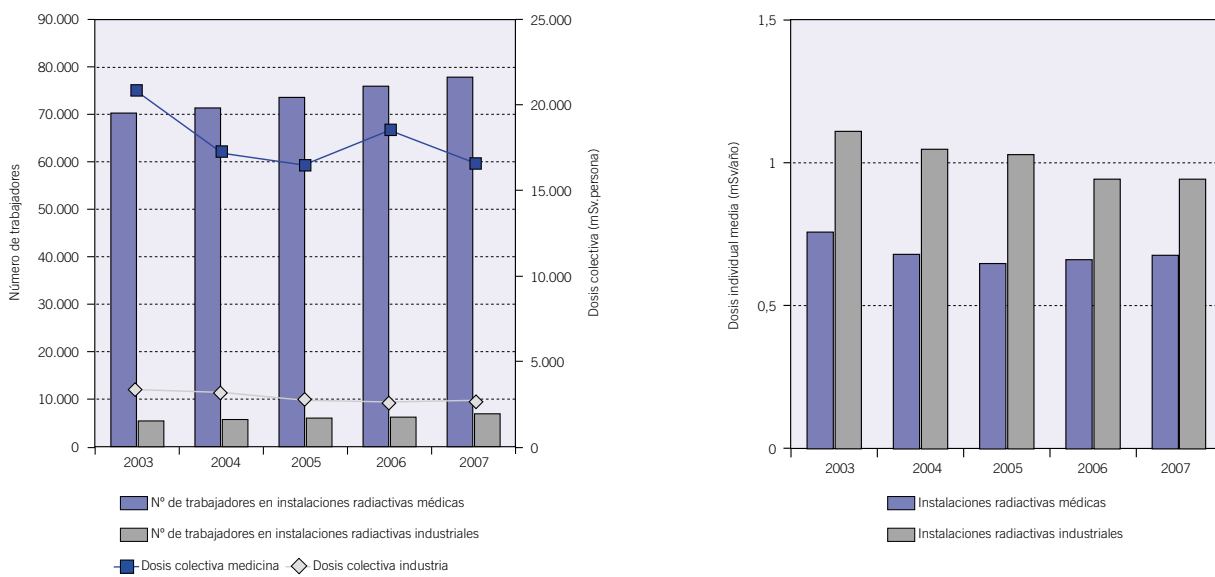 90.000
80.000
70.000
60.000
50.000
40.000
30.000
20.000
10.000
0
Número de trabajadores
25.000
20.000
15.000
10.000
5.000
0
Dosis colectiva (mSv.persona)
2003 2004 2005 2006 2007
Nº de trabajadores en instalaciones radiactivas médicas
Nº de trabajadores en instalaciones radiactivas industriales
Dosis colectiva medicina Dosis colectiva industria
1,5
1
0,5
0
Dosis individual media (mSv/año)
2003 2004 2005 2006 2007
Instalaciones radiactivas médicas
Instalaciones radiactivas industriales